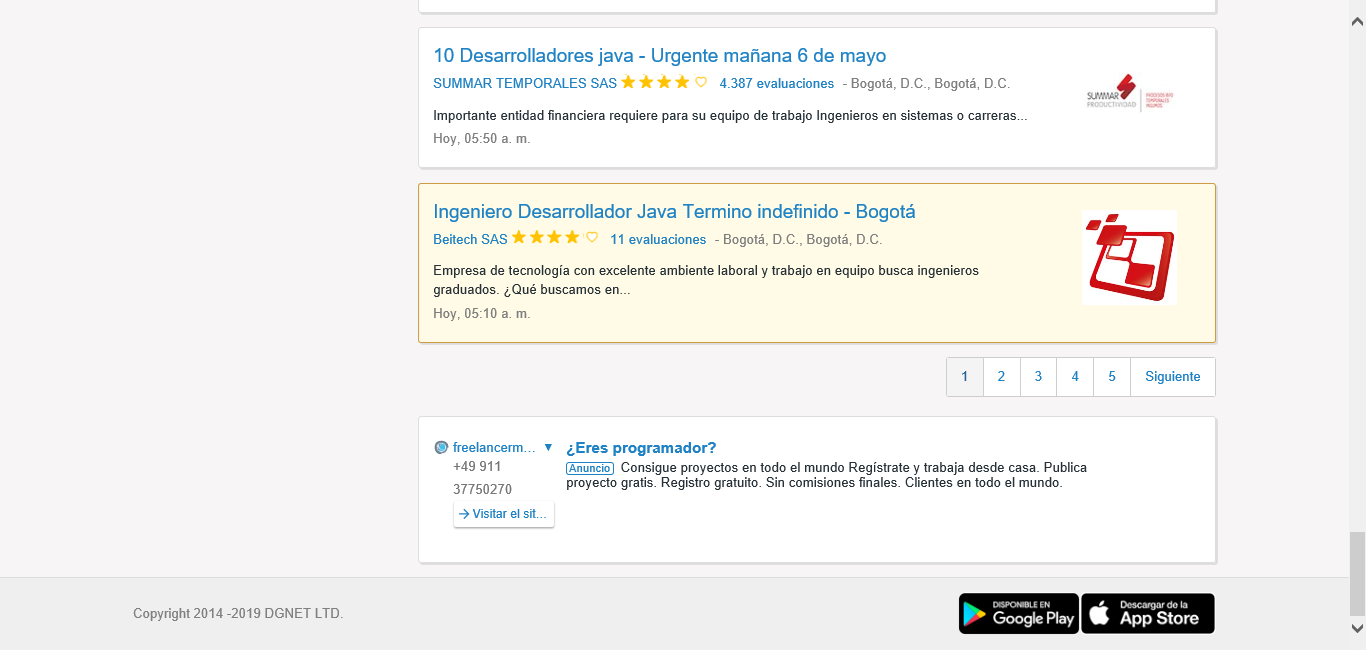 10 Desarrolladores java - Urgente mañana 6 de mayo
SUMMAR TEMPORALES SAS 4.387 evaluaciones - Bogotá, D.C., Bogotá, D.C.
Importante entidad financiera requiere para su equipo de trabajo Ingenieros en sistemas o carreras...
Hoy, 05:50 a. m.
SUMMAR
PRODUCTIVIDAD
Ingeniero Desarrollador Java Termino indefinido - Bogotá
Beitech SAS 11 evaluaciones - Bogotá, D.C., Bogotá, D.C.
Empresa de tecnología con excelente ambiente laboral y trabajo en equipo busca ingenieros
graduados. ¿Qué buscamos en...
Hoy, 05:10 a. m.
1 2 3 4 5 Siguiente
freelancerm... ▼
+49 911
37750270
Visitar el sit...
¿Eres programador?
Anuncio Consigue proyectos en todo el mundo Regístrate y trabaja desde casa. Publica
proyecto gratis. Registro gratuito. Sin comisiones finales. Clientes en todo el mundo.
Copyright 2014 -2019 DGNET LTD.
DISPONIBLE EN
Google Play
Descargar de la
App Store